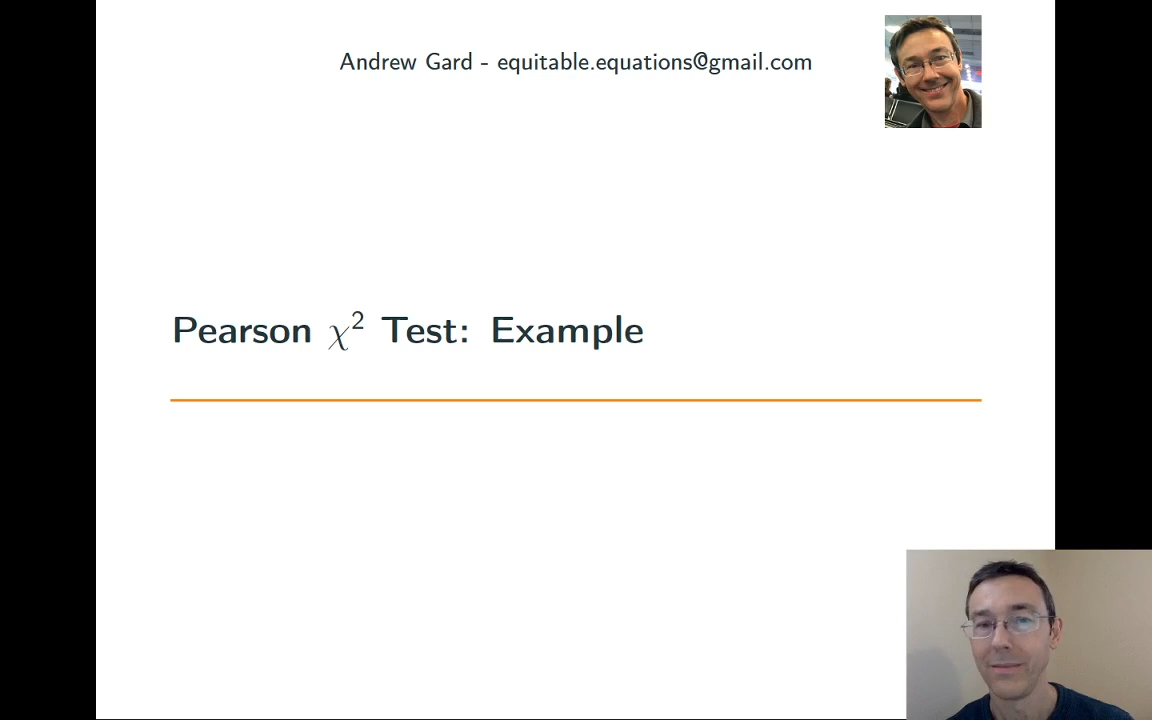 Andrew Gard - equitable.equations@gmail.com
Pearson χ² Test: Example